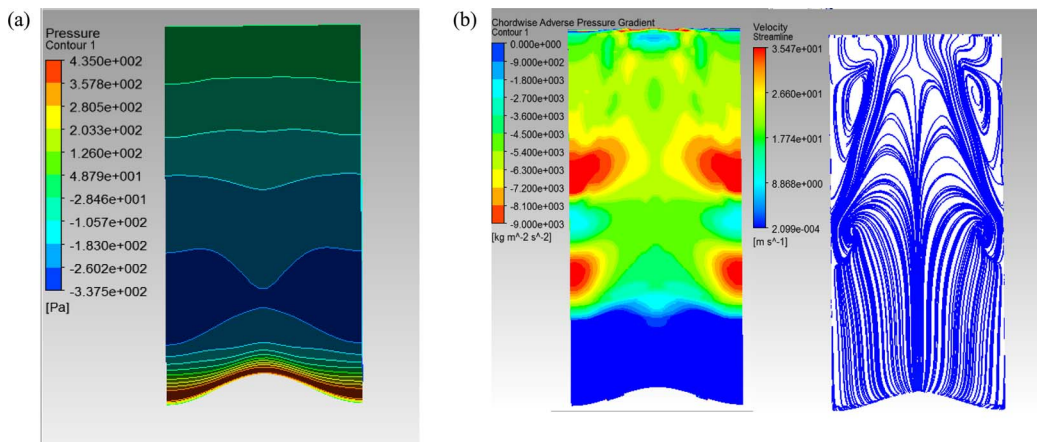 (a)
Pressure
Contour 1
4.350e+002
3.578e+002
2.805e+002
2.033e+002
1.260e+002
4.879e+001
-2.846e+001
-1.057e+002
-1.830e+002
-2.602e+002
-3.375e+002
[Pa]
(b)
Chordwise Adverse Pressure Gradient
Contour 1
0.000e+000
-9.000e+002
-1.800e+003
-2.700e+003
-3.600e+003
-4.500e+003
-5.400e+003
-6.300e+003
-7.200e+003
-8.100e+003
-9.000e+003
[kg m^-2 s^-2]
Velocity
Streamline
3.547e+001
2.660e+001
1.774e+001
8.868e+000
2.099e-004
[m s^-1]